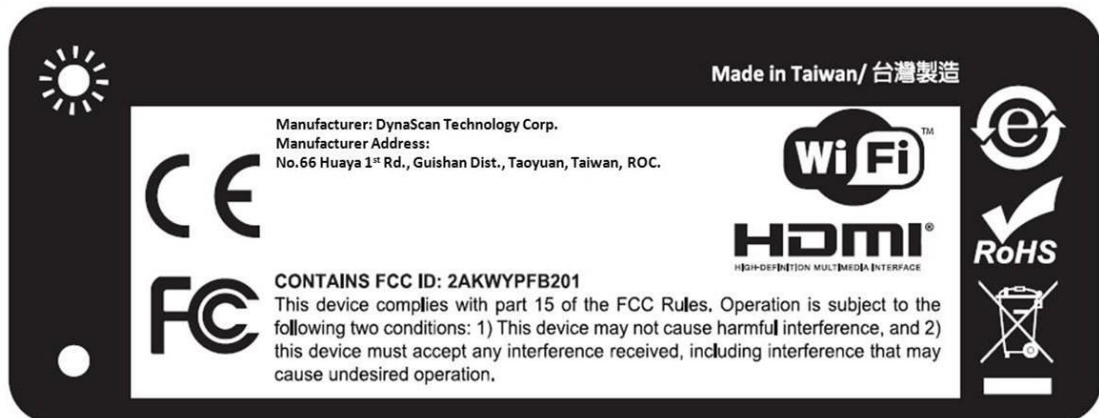 Made in Taiwan/ 台灣製造
Manufacturer: DynaScan Technology Corp.
Manufacturer Address:
No.66 Huaya 1st Rd., Guishan Dist., Taoyuan, Taiwan, ROC.
CE
Wi Fi TM
HDMI®
HIGH-DEFINITION MULTIMEDIA INTERFACE
e
RoHS
FC
CONTAINS FCC ID: 2AKWYPFB201
This device complies with part 15 of the FCC Rules. Operation is subject to the
following two conditions: 1) This device may not cause harmful interference, and 2)
this device must accept any interference received, including interference that may
cause undesired operation.